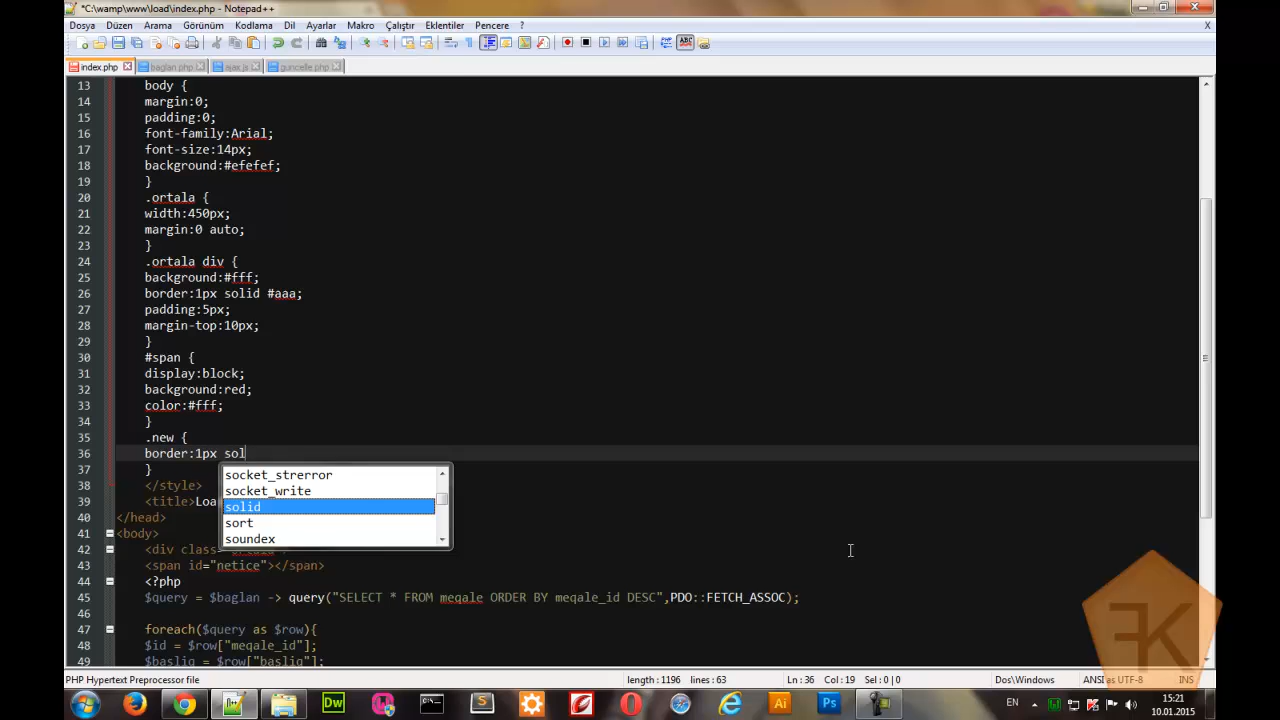 *C:\wamp\www\load\index.php - Notepad++
Dosya Düzen Arama Görünüm Kodlama Dil Ayarlar Makro Çalıştır Eklentiler Pencere X
index.php baglan.php ajax.js guncelle.php
13 body {
14 margin:0;
15 padding:0;
16 font-family:Arial;
17 font-size:14px;
18 background:#efefef;
19 }
20 .ortala {
21 width:450px;
22 margin:0 auto;
23 }
24 .ortala div {
25 background:#fff;
26 border:1px solid #aaa;
27 padding:5px;
28 margin-top:10px;
29 }
30 #span {
31 display:block;
32 background:red;
33 color:#fff;
34 }
35 .new {
36 border:1px sol
37 }
socket_strerror
38 </style>
socket_write
39 <title>Loa
solid
40 </head>
sort
41 <body>
soundex
42 <div class="ortala">
43 <span id="netice"></span>
44 <?php
45 $query = $baglan -> query("SELECT * FROM meqale ORDER BY meqale_id DESC",PDO::FETCH_ASSOC);
46
47 foreach($query as $row){
48 $id = $row["meqale_id"];
49 $basliq = $row["basliq"];
PHP Hypertext Preprocessor file length : 1196 lines : 63 Ln : 36 Col : 19 Sel : 0 | 0 Dos\Windows ANSI as UTF-8 INS
EN 15:21
10.01.2015